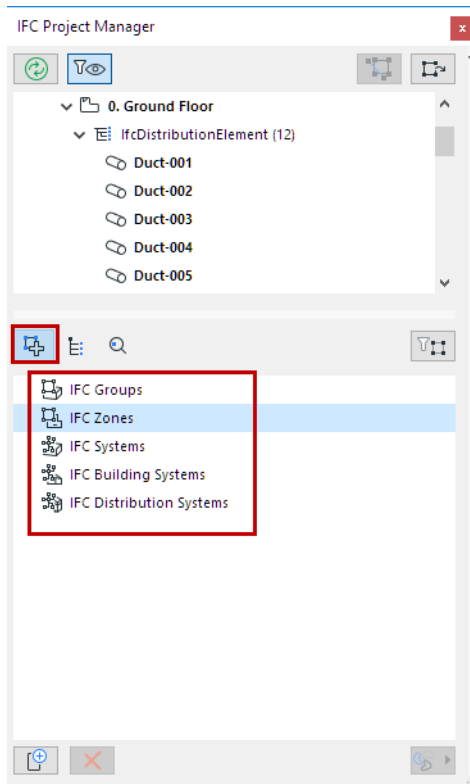 IFC Project Manager
0. Ground Floor
IfcDistributionElement (12)
Duct-001
Duct-002
Duct-003
Duct-004
Duct-005
IFC Groups
IFC Zones
IFC Systems
IFC Building Systems
IFC Distribution Systems